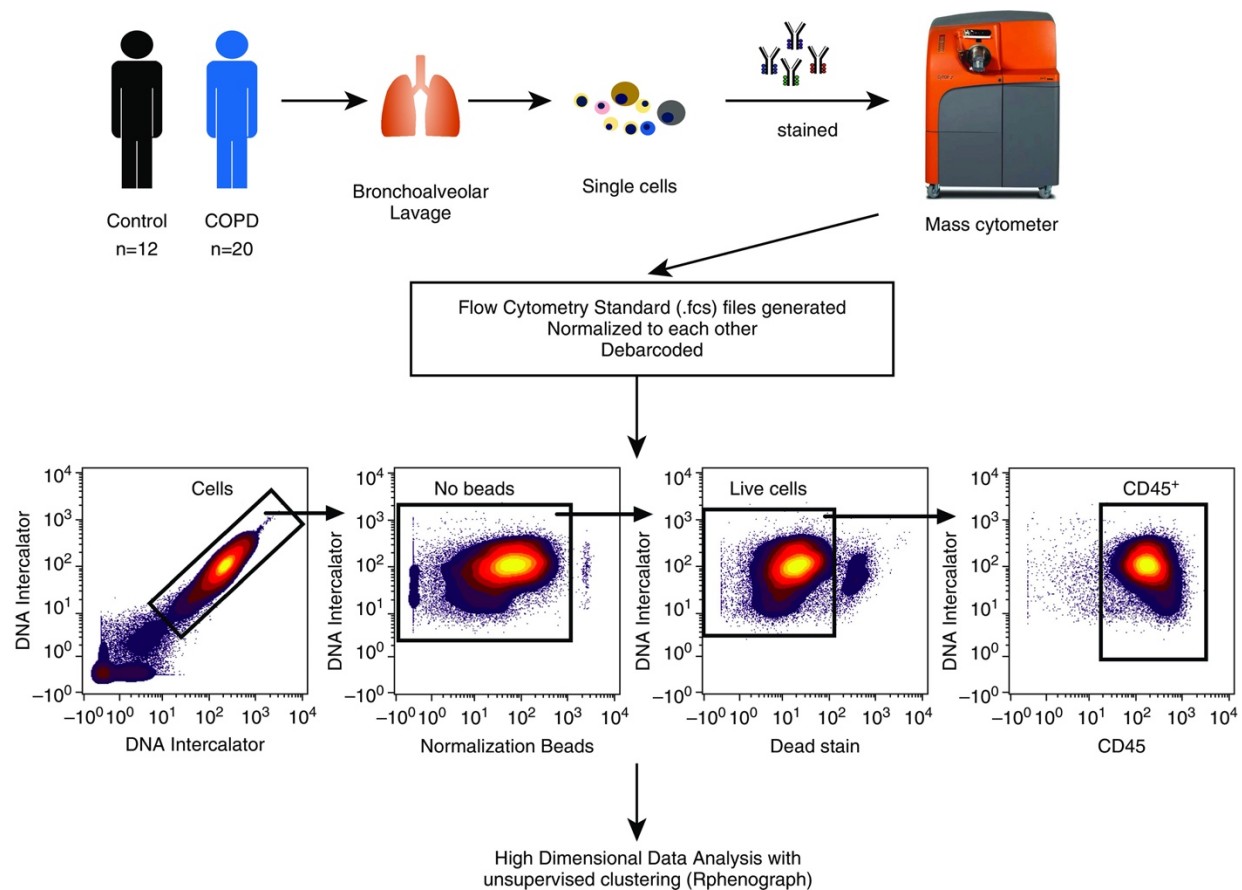 Control
n=12
COPD
n=20
Bronchoalveolar
Lavage
Single cells
stained
Mass cytometer
Flow Cytometry Standard (.fcs) files generated
Normalized to each other
Debarcoded
Cells
DNA Intercalator
10⁴
10³
10²
10¹
10⁰
–10⁰
–10⁰ 10¹ 10² 10³ 10⁴
DNA Intercalator
No beads
DNA Intercalator
10⁴
10³
10²
10¹
10⁰
–10⁰
–10⁰ 10¹ 10² 10³ 10⁴
Normalization Beads
Live cells
DNA Intercalator
10⁴
10³
10²
10¹
10⁰
–10⁰
–10⁰ 10¹ 10² 10³ 10⁴
Dead stain
CD45⁺
DNA Intercalator
10⁴
10³
10²
10¹
10⁰
–10⁰
–10⁰ 10¹ 10² 10³ 10⁴
CD45
High Dimensional Data Analysis with
unsupervised clustering (Rphenograph)